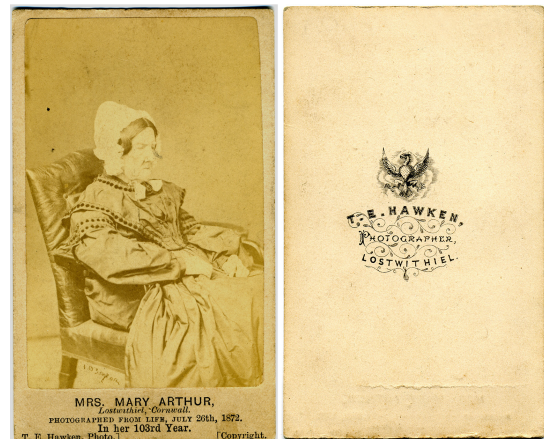 MRS. MARY ARTHUR,
Lostwithiel, Cornwall.
PHOTOGRAPHED FROM LIFE, JULY 26th, 1872.
In her 103rd Year.
T. E. Hawken, Photo.] [Copyright.
T. E. HAWKEN,
PHOTOGRAPHER,
LOSTWITHIEL.